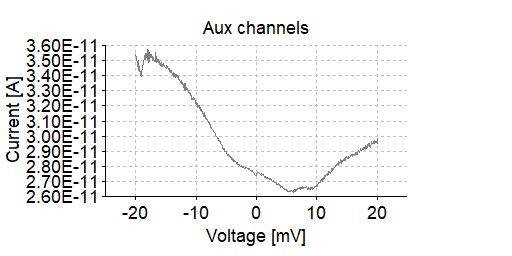 Aux channels
3.60E-11
3.50E-11
3.40E-11
3.30E-11
3.20E-11
3.10E-11
3.00E-11
2.90E-11
2.80E-11
2.70E-11
2.60E-11
Current [A]
-20 -10 0 10 20
Voltage [mV]